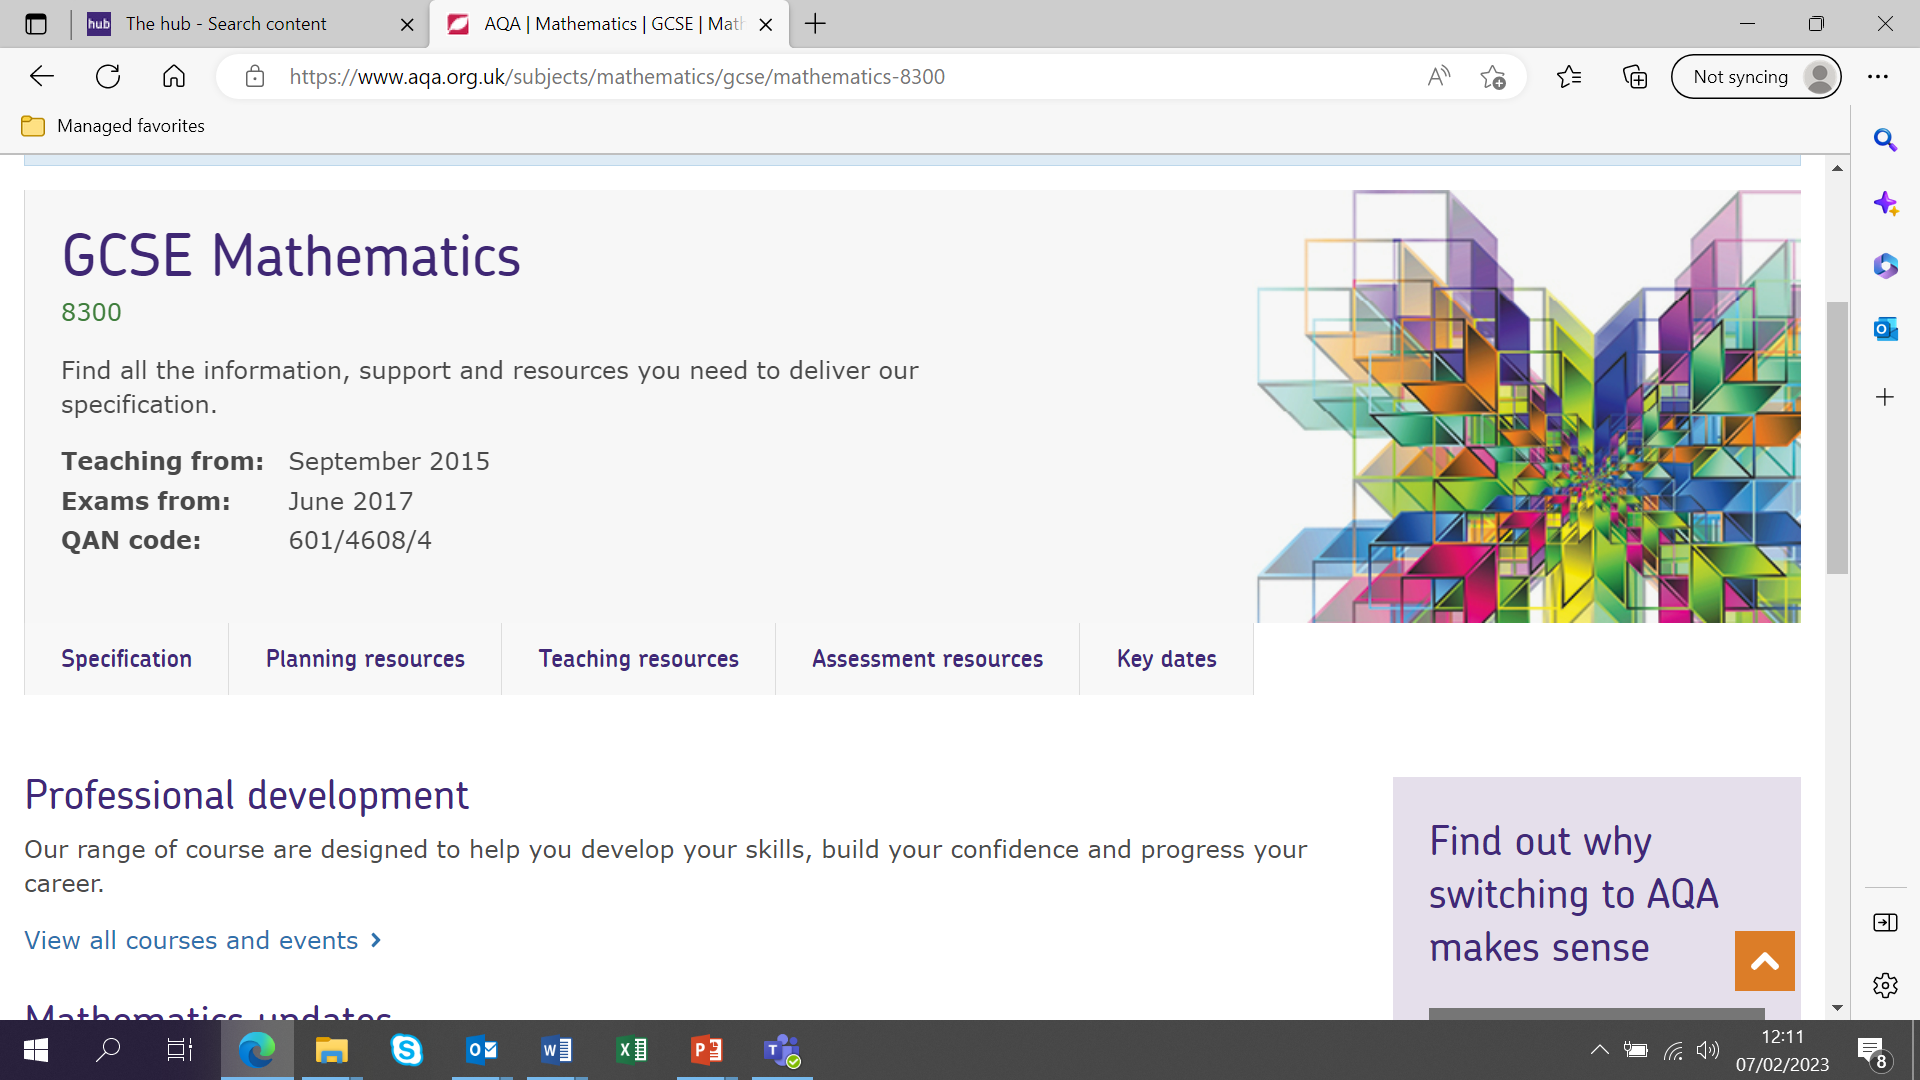 hub The hub - Search content
AQA | Mathematics | GCSE | Math
https://www.aqa.org.uk/subjects/mathematics/gcse/mathematics-8300
Not syncing
Managed favorites
GCSE Mathematics
8300
Find all the information, support and resources you need to deliver our
specification.
Teaching from: September 2015
Exams from: June 2017
QAN code: 601/4608/4
Specification Planning resources Teaching resources Assessment resources Key dates
Professional development
Our range of course are designed to help you develop your skills, build your confidence and progress your
career.
View all courses and events
Find out why
switching to AQA
makes sense
Mathematics updates
12:11
07/02/2023
8